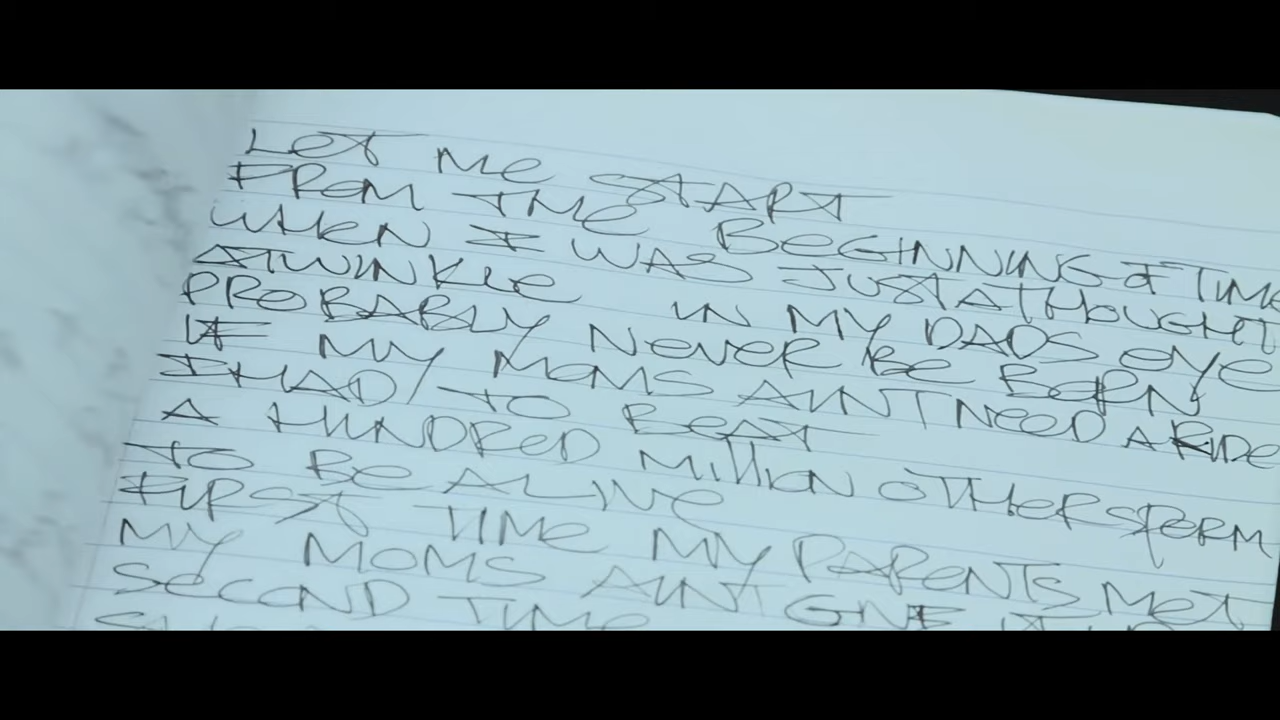 LET ME START
FROM THE BEGINNING OF TIME
WHEN I WAS JUST A THOUGHT
A TWINKLE IN MY DADS EYE
PROBABLY NEVER BE BORN
IF MY MOMS AINT NEED A RIDE
I HAD TO BEAT
A HUNDRED MILLION OTHER SPERM
TO BE ALIVE
FIRST TIME MY PARENTS MET
MY MOMS AINT GIVE IT UP
SECOND TIME